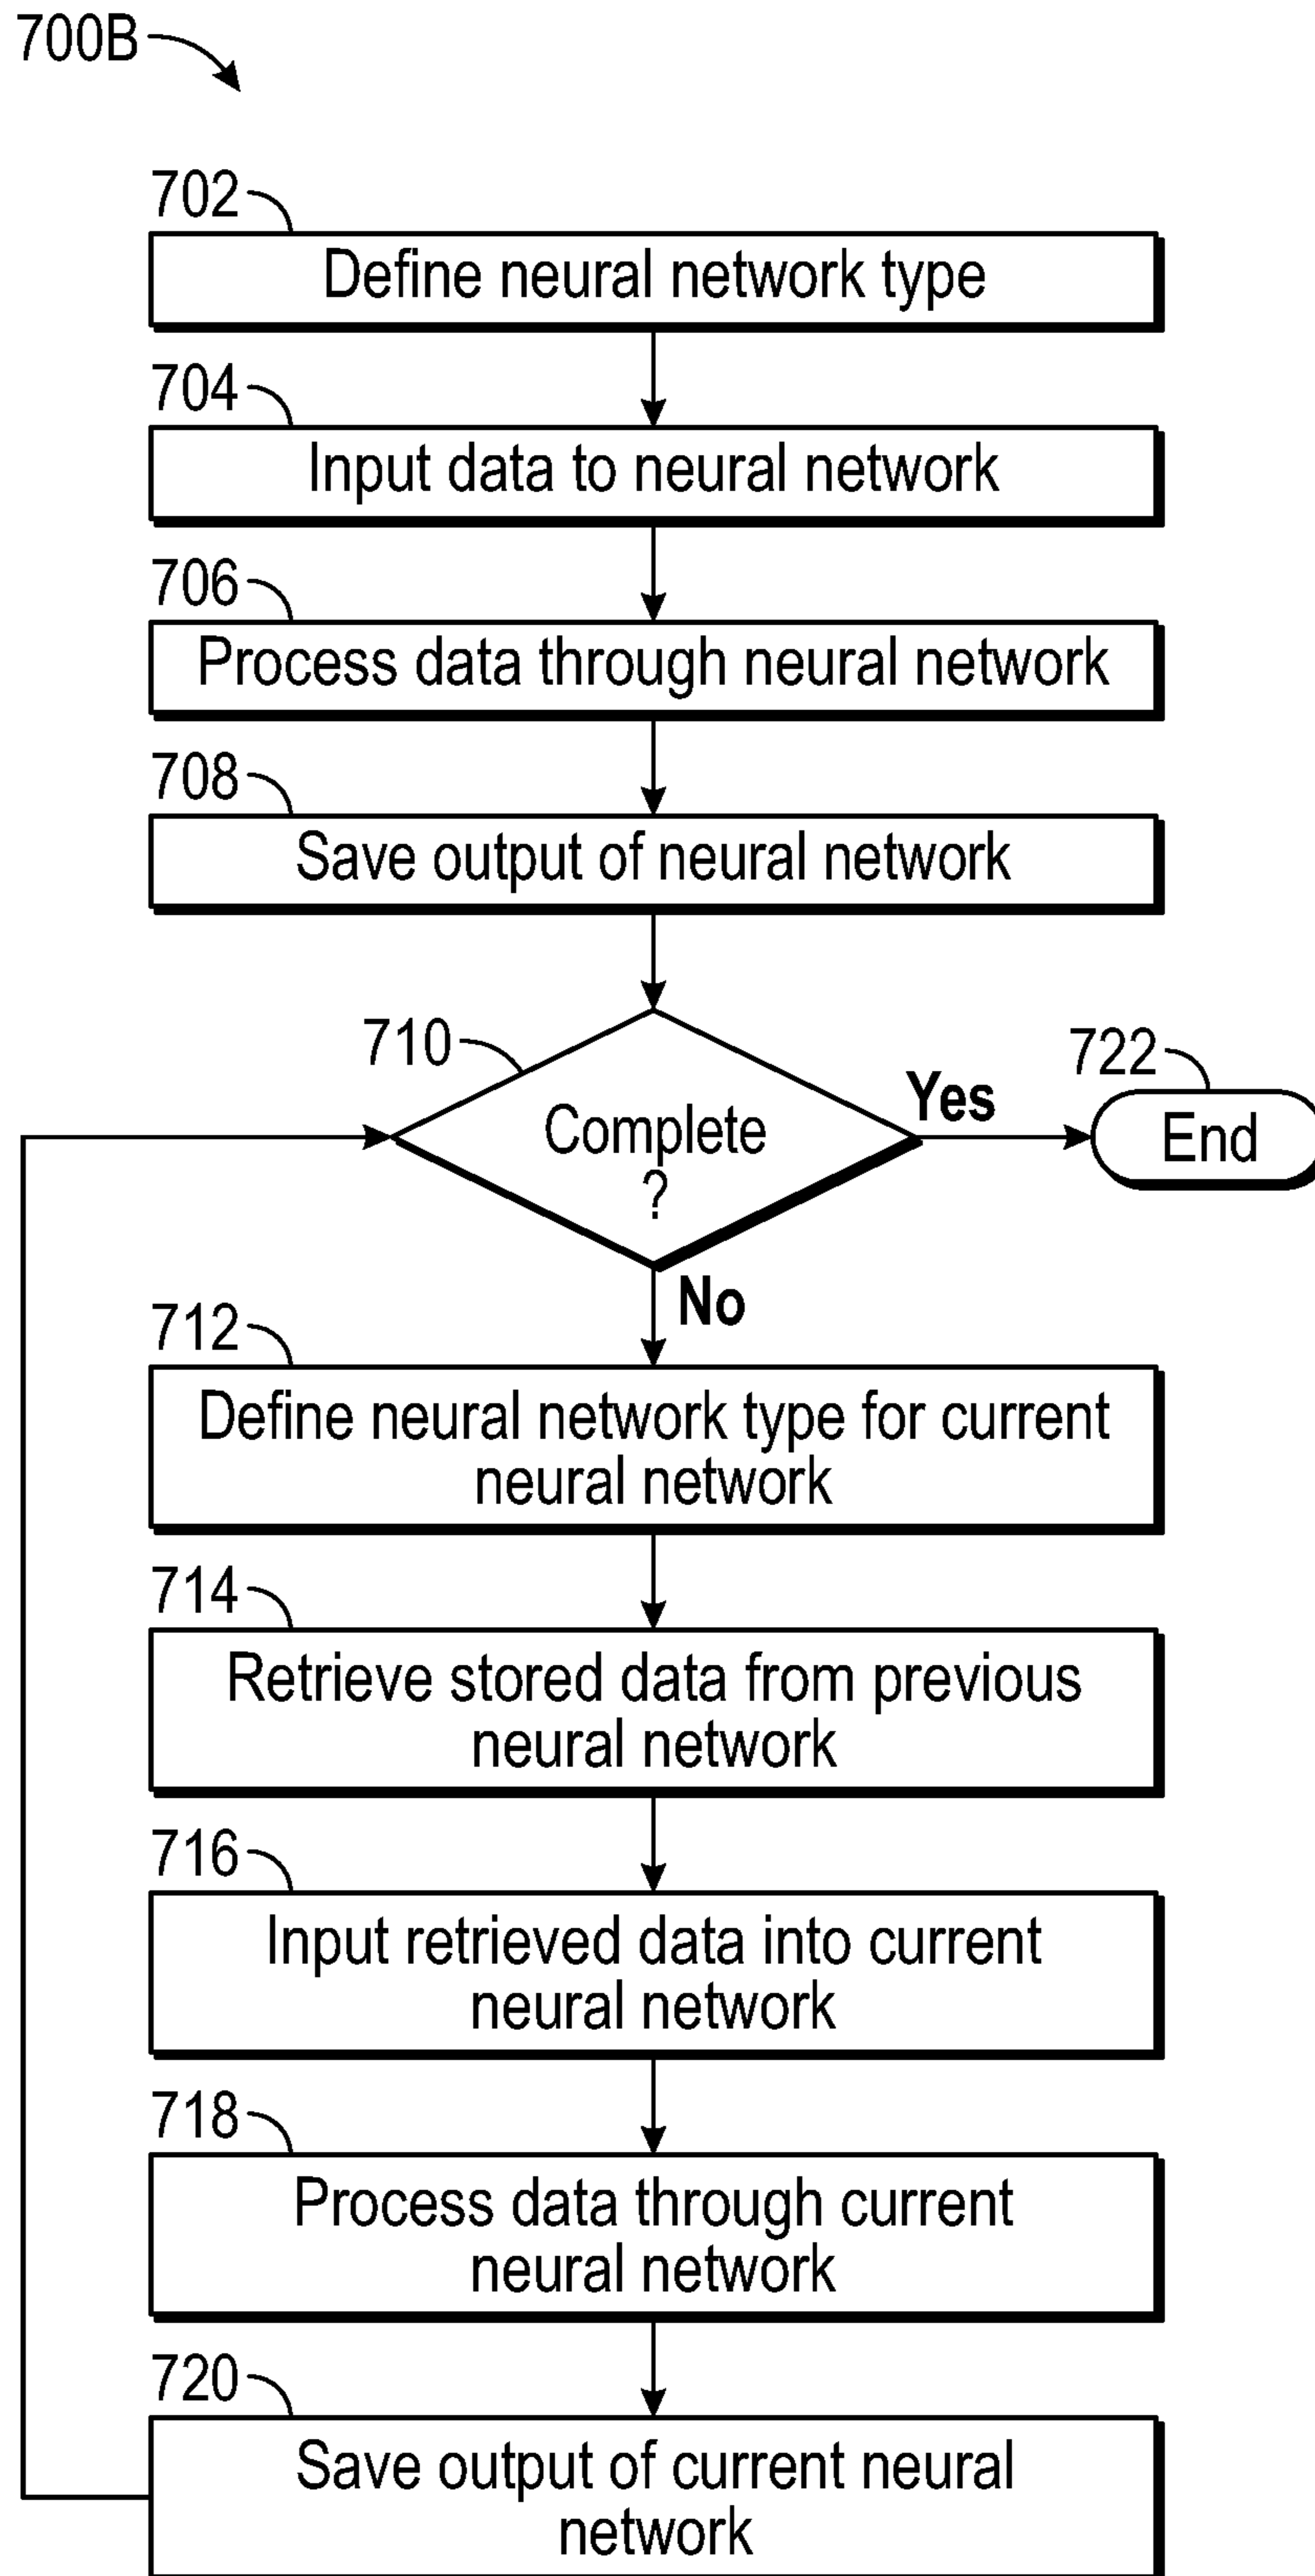 700B
702
Define neural network type
704
Input data to neural network
706
Process data through neural network
708
Save output of neural network
710
Complete
?
Yes
722
End
No
712
Define neural network type for current
neural network
714
Retrieve stored data from previous
neural network
716
Input retrieved data into current
neural network
718
Process data through current
neural network
720
Save output of current neural
network